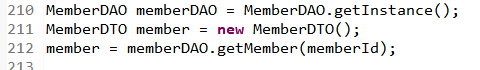 210 MemberDAO memberDAO = MemberDAO.getInstance();
211 MemberDTO member = new MemberDTO();
212 member = memberDAO.getMember(memberId);
213